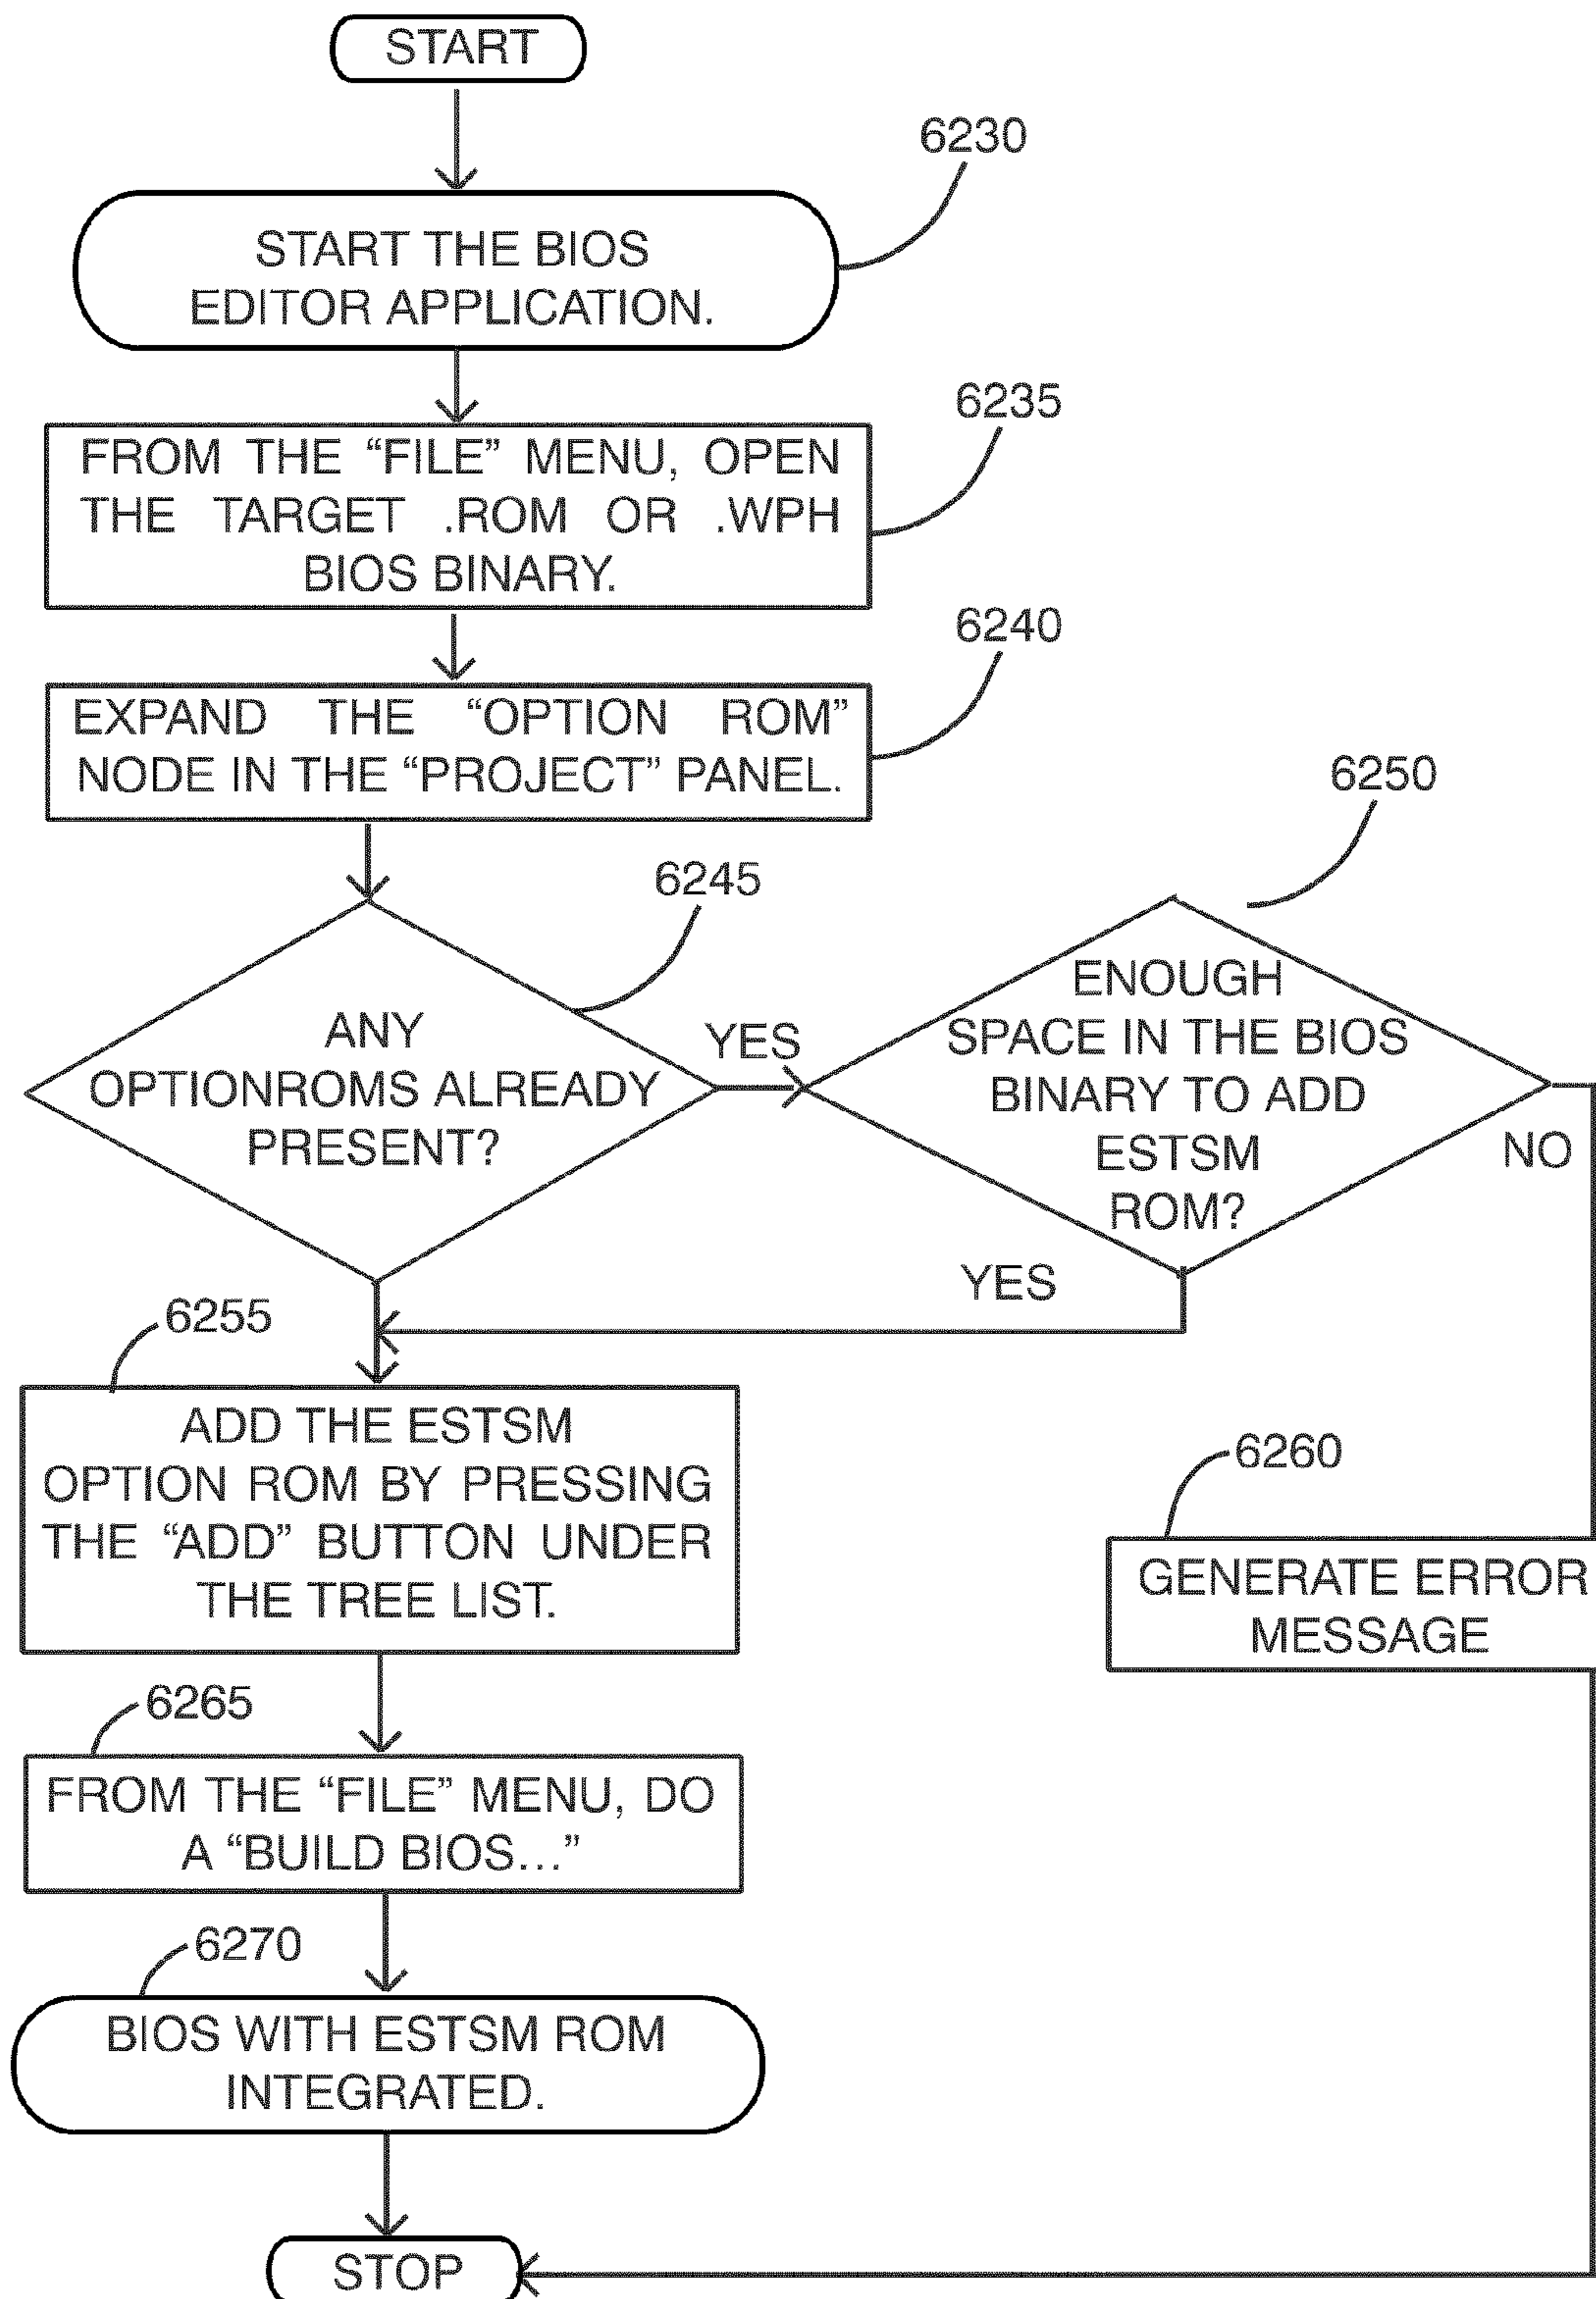 START
6230
START THE BIOS
EDITOR APPLICATION.
6235
FROM THE “FILE” MENU, OPEN
THE TARGET .ROM OR .WPH
BIOS BINARY.
6240
EXPAND THE “OPTION ROM”
NODE IN THE “PROJECT” PANEL.
6245
6250
ANY
OPTIONROMS ALREADY
PRESENT?
YES
ENOUGH
SPACE IN THE BIOS
BINARY TO ADD
ESTSM
ROM?
NO
YES
6255
ADD THE ESTSM
OPTION ROM BY PRESSING
THE “ADD” BUTTON UNDER
THE TREE LIST.
6260
GENERATE ERROR
MESSAGE
6265
FROM THE “FILE” MENU, DO
A “BUILD BIOS...”
6270
BIOS WITH ESTSM ROM
INTEGRATED.
STOP